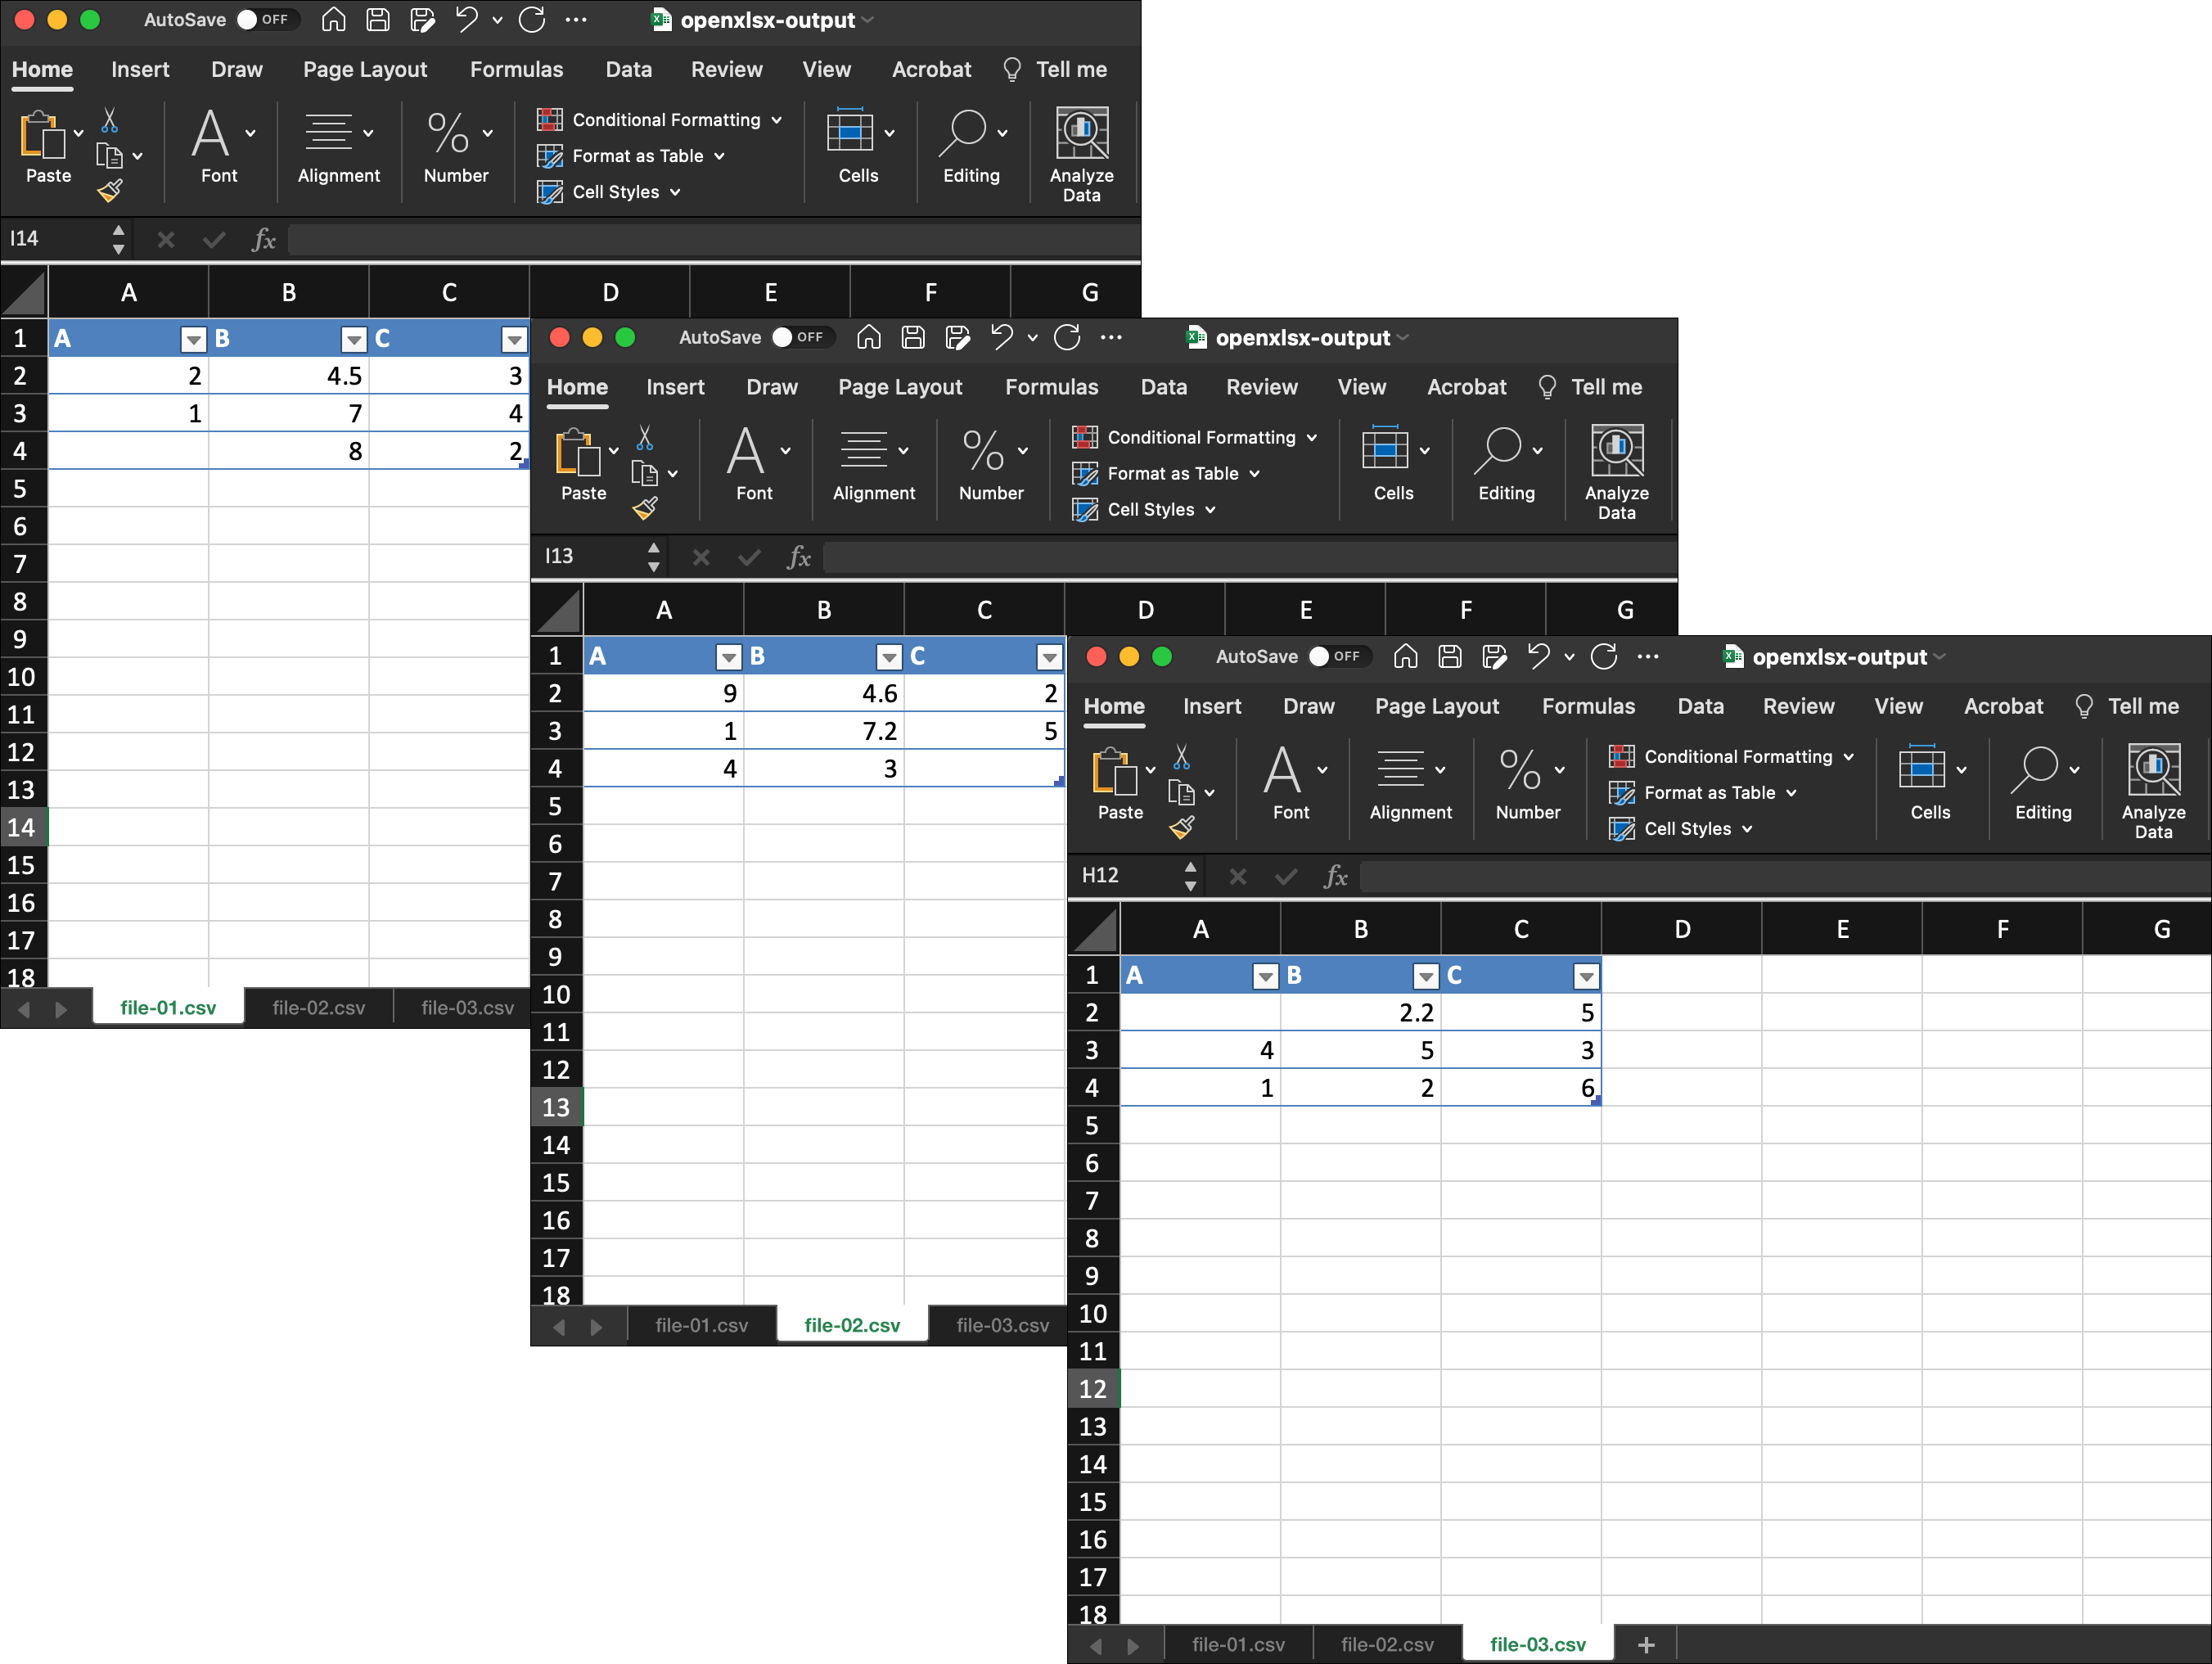 AutoSave OFF openxlsx-output
Home Insert Draw Page Layout Formulas Data Review View Acrobat Tell me
Paste Font Alignment % Number Conditional Formatting Format as Table Cell Styles Cells Editing Analyze Data
I14 fx
A B C D E F G
1 A B C
2 2 4.5 3
3 1 7 4
4 8 2
5
6
7
8
9
10
11
12
13
14
15
16
17
18
file-01.csv file-02.csv file-03.csv
AutoSave OFF openxlsx-output
Home Insert Draw Page Layout Formulas Data Review View Acrobat Tell me
Paste Font Alignment % Number Conditional Formatting Format as Table Cell Styles Cells Editing Analyze Data
I13 fx
A B C D E F G
1 A B C
2 9 4.6 2
3 1 7.2 5
4 4 3
5
6
7
8
9
10
11
12
13
14
15
16
17
18
file-01.csv file-02.csv file-03.csv
AutoSave OFF openxlsx-output
Home Insert Draw Page Layout Formulas Data Review View Acrobat Tell me
Paste Font Alignment % Number Conditional Formatting Format as Table Cell Styles Cells Editing Analyze Data
H12 fx
A B C D E F G
1 A B C
2 2.2 5
3 4 5 3
4 1 2 6
5
6
7
8
9
10
11
12
13
14
15
16
17
18
file-01.csv file-02.csv file-03.csv +